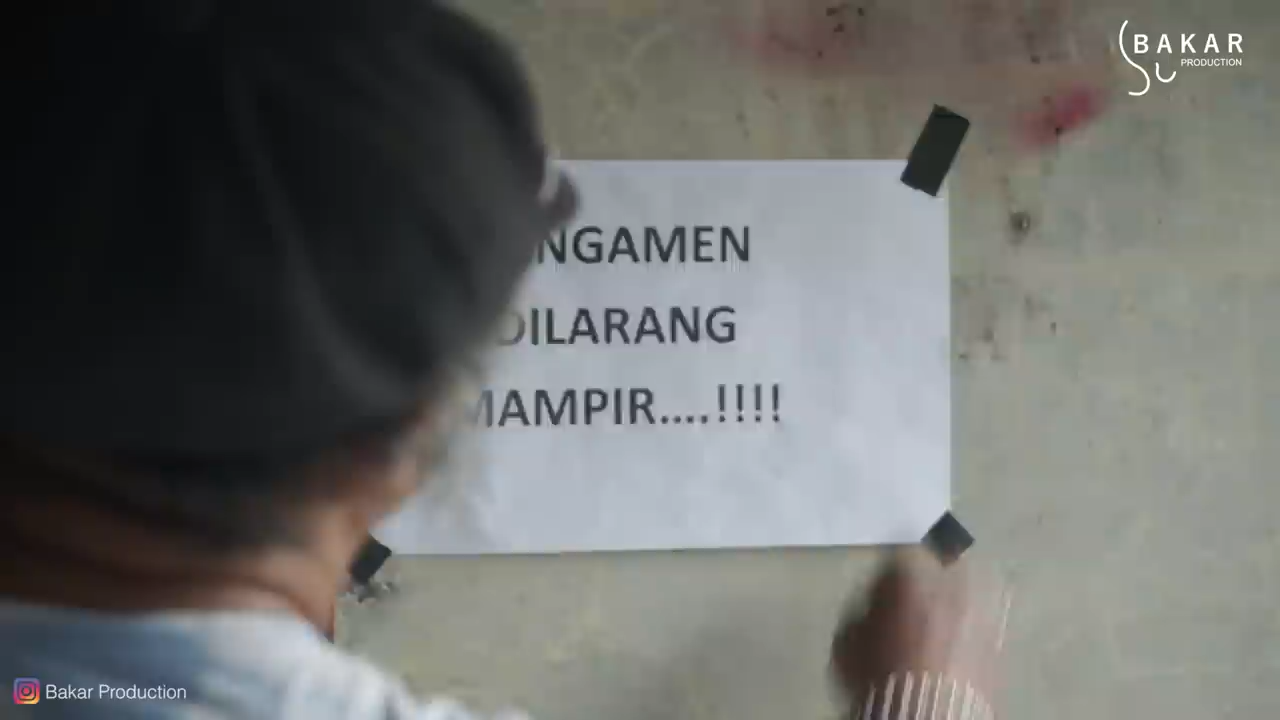 BAKAR
PRODUCTION
NGAMEN
DILARANG
MAMPIR....!!!!
Bakar Production